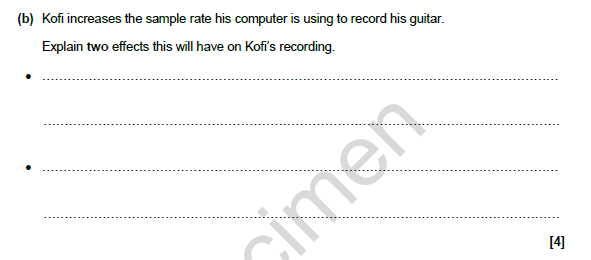 (b) Kofi increases the sample rate his computer is using to record his guitar.
Explain two effects this will have on Kofi's recording.
• ................................................................................
................................................................................
• ................................................................................
................................................................................
[4]
cimen